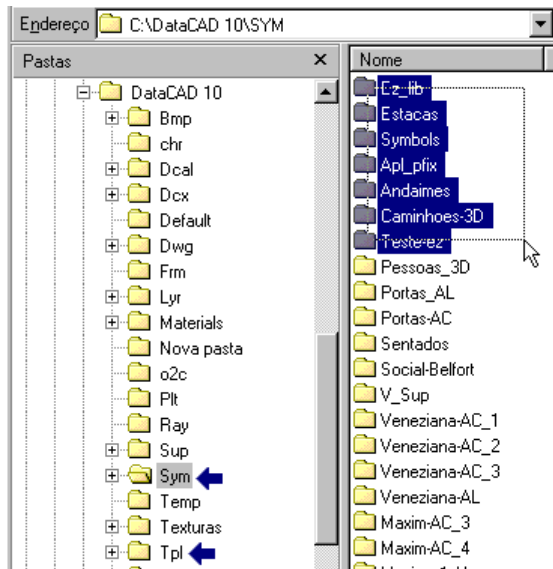 Endereço C:\DataCAD 10\SYM
Pastas
DataCAD 10
Bmp
chr
Dcal
Dcx
Default
Dwg
Frm
Lyr
Materials
Nova pasta
o2c
Plt
Ray
Sup
Sym
Temp
Texturas
Tpl
Nome
Ez_lib
Estacas
Symbols
Apl_pfix
Andaimes
Caminhoes-3D
Teste-ez
Pessoas_3D
Portas_AL
Portas-AC
Sentados
Social-Belfort
V_Sup
Veneziana-AC_1
Veneziana-AC_2
Veneziana-AC_3
Veneziana-AL
Maxim-AC_3
Maxim-AC_4